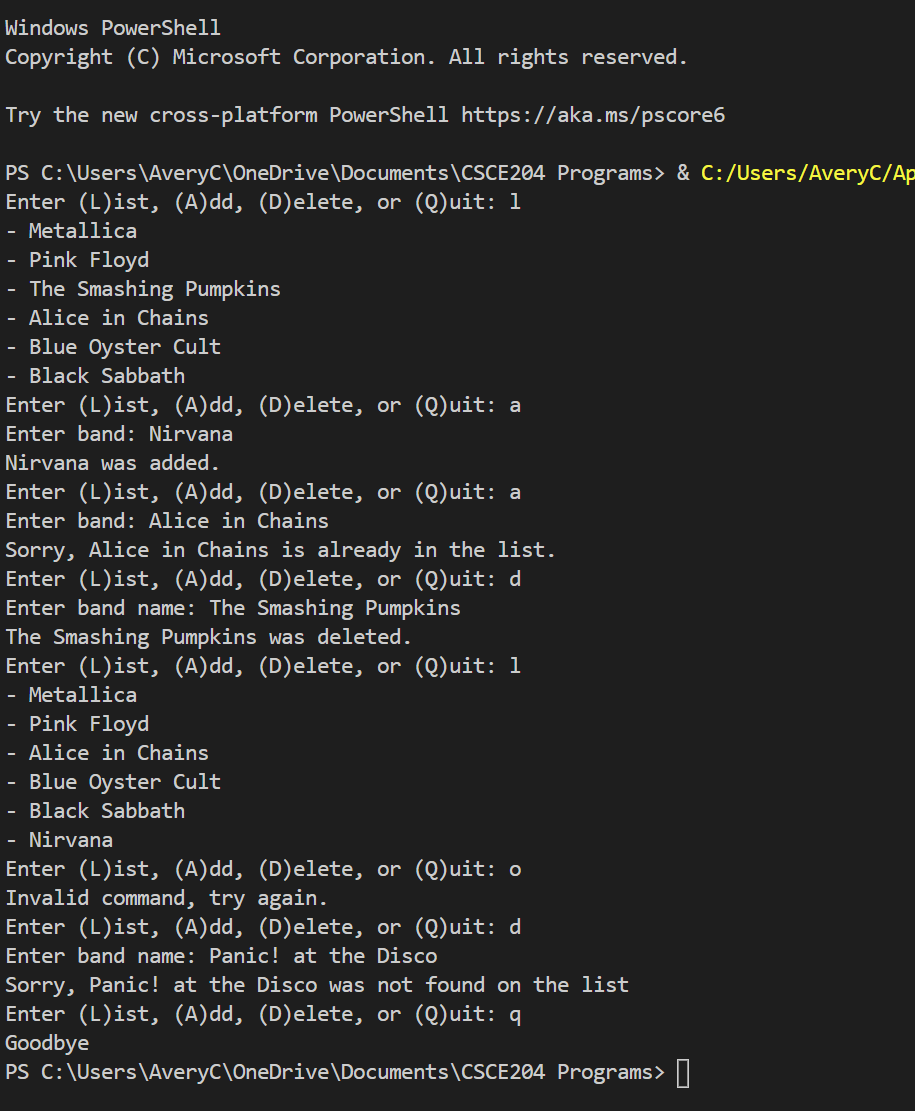 Windows PowerShell
Copyright (C) Microsoft Corporation. All rights reserved.
Try the new cross-platform PowerShell https://aka.ms/pscore6
PS C:\Users\AveryC\OneDrive\Documents\CSCE204 Programs> & C:/Users/AveryC/Ap
Enter (L)ist, (A)dd, (D)elete, or (Q)uit: l
- Metallica
- Pink Floyd
- The Smashing Pumpkins
- Alice in Chains
- Blue Oyster Cult
- Black Sabbath
Enter (L)ist, (A)dd, (D)elete, or (Q)uit: a
Enter band: Nirvana
Nirvana was added.
Enter (L)ist, (A)dd, (D)elete, or (Q)uit: a
Enter band: Alice in Chains
Sorry, Alice in Chains is already in the list.
Enter (L)ist, (A)dd, (D)elete, or (Q)uit: d
Enter band name: The Smashing Pumpkins
The Smashing Pumpkins was deleted.
Enter (L)ist, (A)dd, (D)elete, or (Q)uit: l
- Metallica
- Pink Floyd
- Alice in Chains
- Blue Oyster Cult
- Black Sabbath
- Nirvana
Enter (L)ist, (A)dd, (D)elete, or (Q)uit: o
Invalid command, try again.
Enter (L)ist, (A)dd, (D)elete, or (Q)uit: d
Enter band name: Panic! at the Disco
Sorry, Panic! at the Disco was not found on the list
Enter (L)ist, (A)dd, (D)elete, or (Q)uit: q
Goodbye
PS C:\Users\AveryC\OneDrive\Documents\CSCE204 Programs>